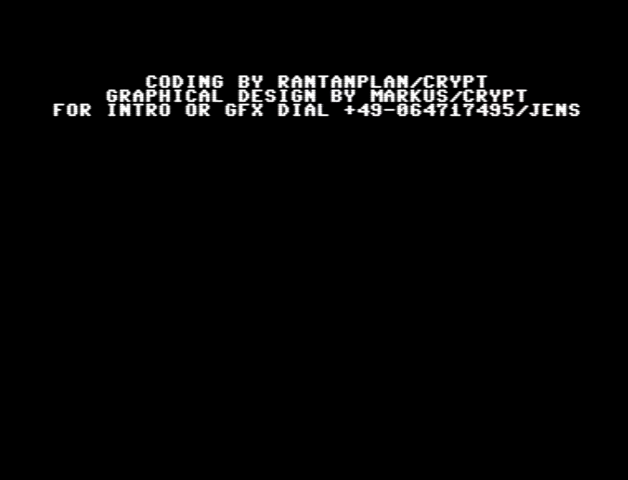 CODING BY RANTANPLAN/CRYPT
GRAPHICAL DESIGN BY MARKUS/CRYPT
FOR INTRO OR GFX DIAL +49-064717495/JENS